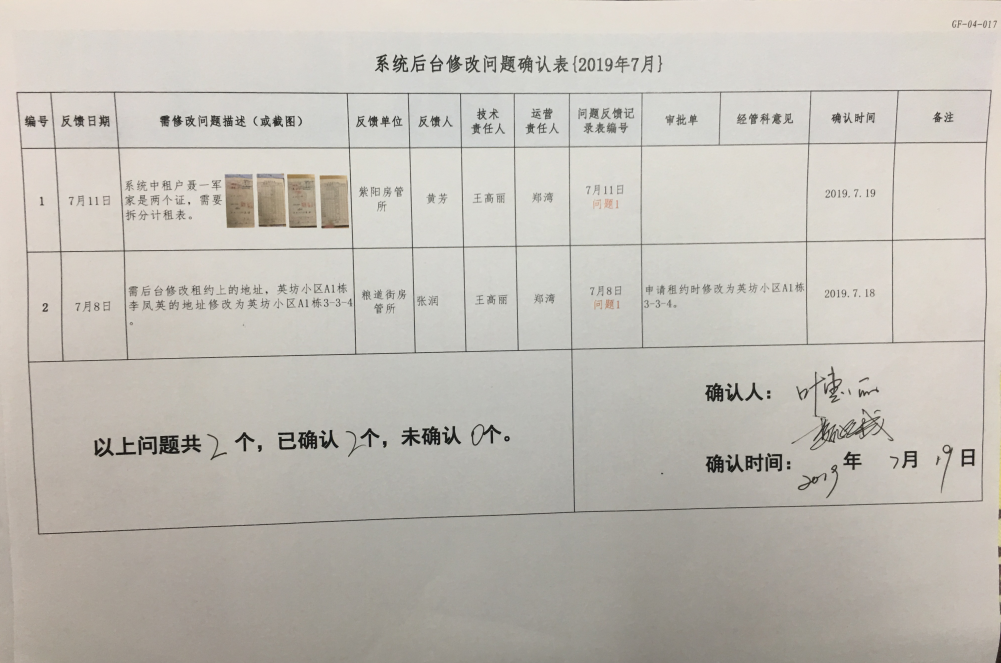 GF-04-017
系统后台修改问题确认表{2019年7月}
编号 反馈日期 需修改问题描述（或截图） 反馈单位 反馈人 技术责任人 运营责任人 问题反馈记录表编号 审批单 经管科意见 确认时间 备注
1 7月11日 系统中租户聂一军家是两个证，需要拆分计租表。 紫阳房管所 黄芳 王高丽 郑湾 7月11日 问题1 2019.7.19
2 7月8日 需后台修改租约上的地址，英坊小区A1栋李凤英的地址修改为英坊小区A1栋3-3-4。 粮道街房管所 张润 王高丽 郑湾 7月8日 问题1 申请租约时修改为英坊小区A1栋3-3-4。 2019.7.18
以上问题共2个，已确认2个，未确认0个。
确认人：叶惠丽
确认时间：2019年7月19日